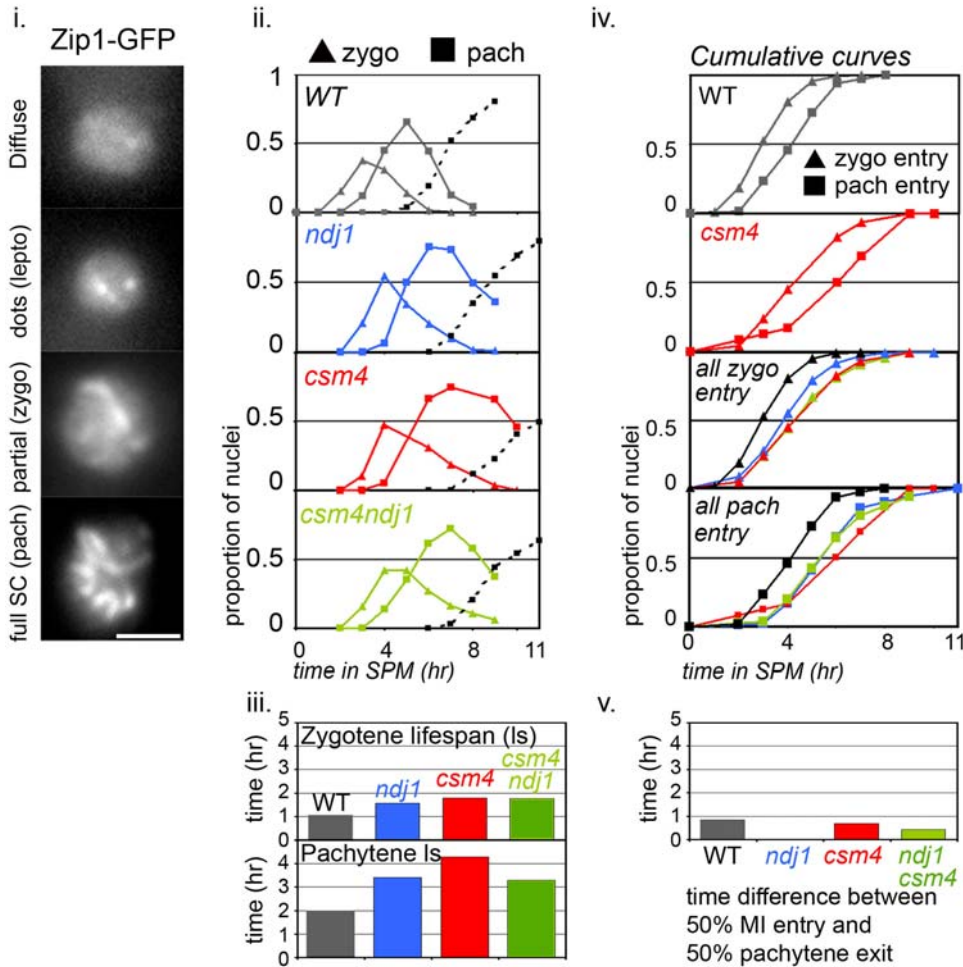 i.
Zip1-GFP
Diffuse
dots (lepto)
partial (zygo)
full SC (pach)
ii.
zygo
pach
proportion of nuclei
1
WT
0.5
0
ndj1
0.5
0
csm4
0.5
0
csm4ndj1
0.5
0
0
4
8
11
time in SPM (hr)
iii.
Zygotene lifespan (ls)
time (hr)
5
4
3
2
1
0
WT
ndj1
csm4
csm4
ndj1
Pachytene ls
time (hr)
4
3
2
1
0
iv.
Cumulative curves
proportion of nuclei
WT
0.5
zygo entry
pach entry
0
csm4
0.5
0
all zygo
entry
0.5
0
all pach
entry
0.5
0
0
4
8
11
time in SPM (hr)
v.
time (hr)
5
4
3
2
1
0
WT
ndj1
csm4
ndj1
csm4
time difference between
50% MI entry and
50% pachytene exit